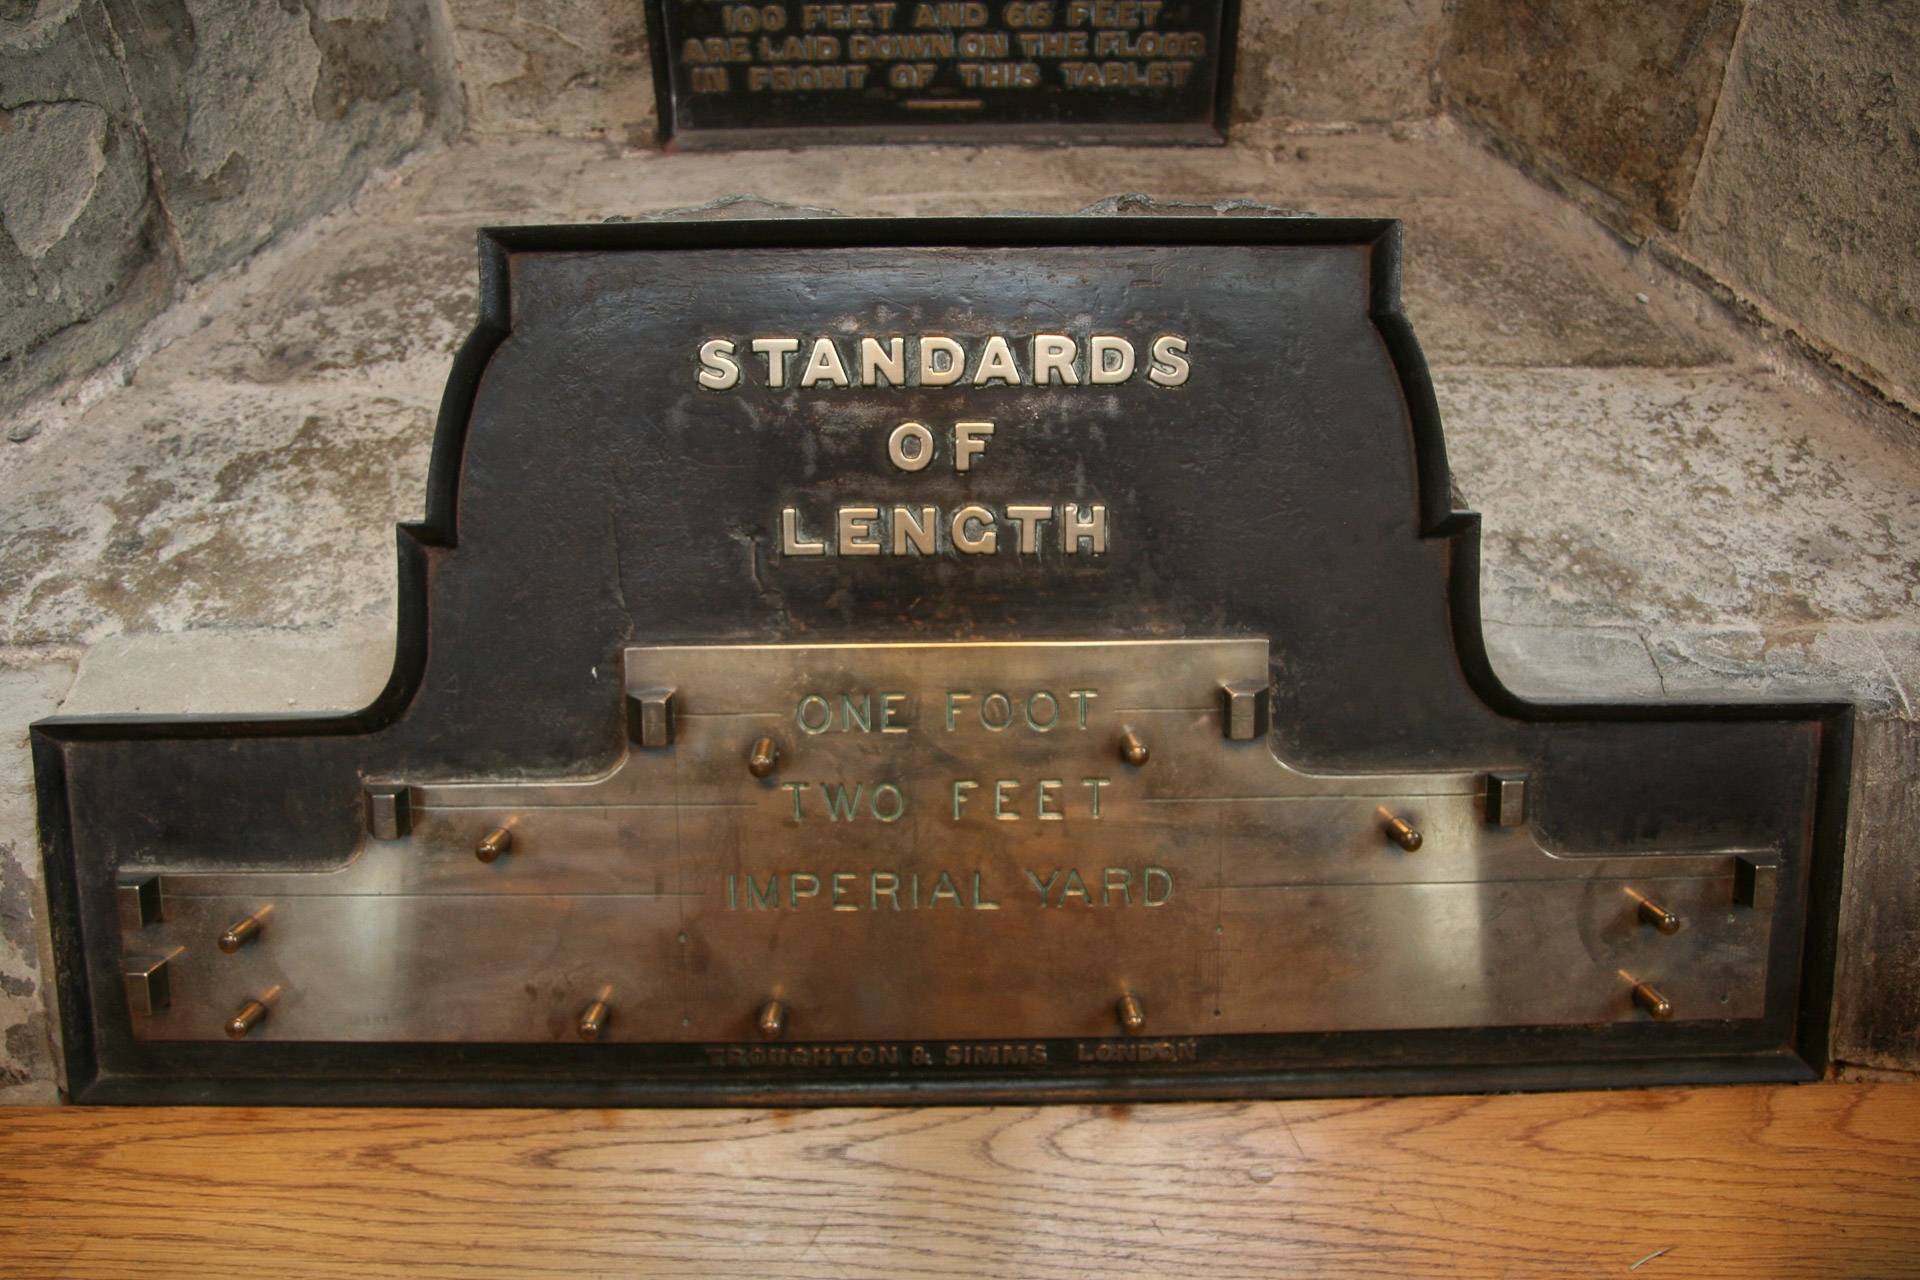 100 FEET AND 66 FEET
ARE LAID DOWN ON THE FLOOR
IN FRONT OF THIS TABLET
STANDARDS
OF
LENGTH
ONE FOOT
TWO FEET
IMPERIAL YARD
TROUGHTON & SIMMS LONDON